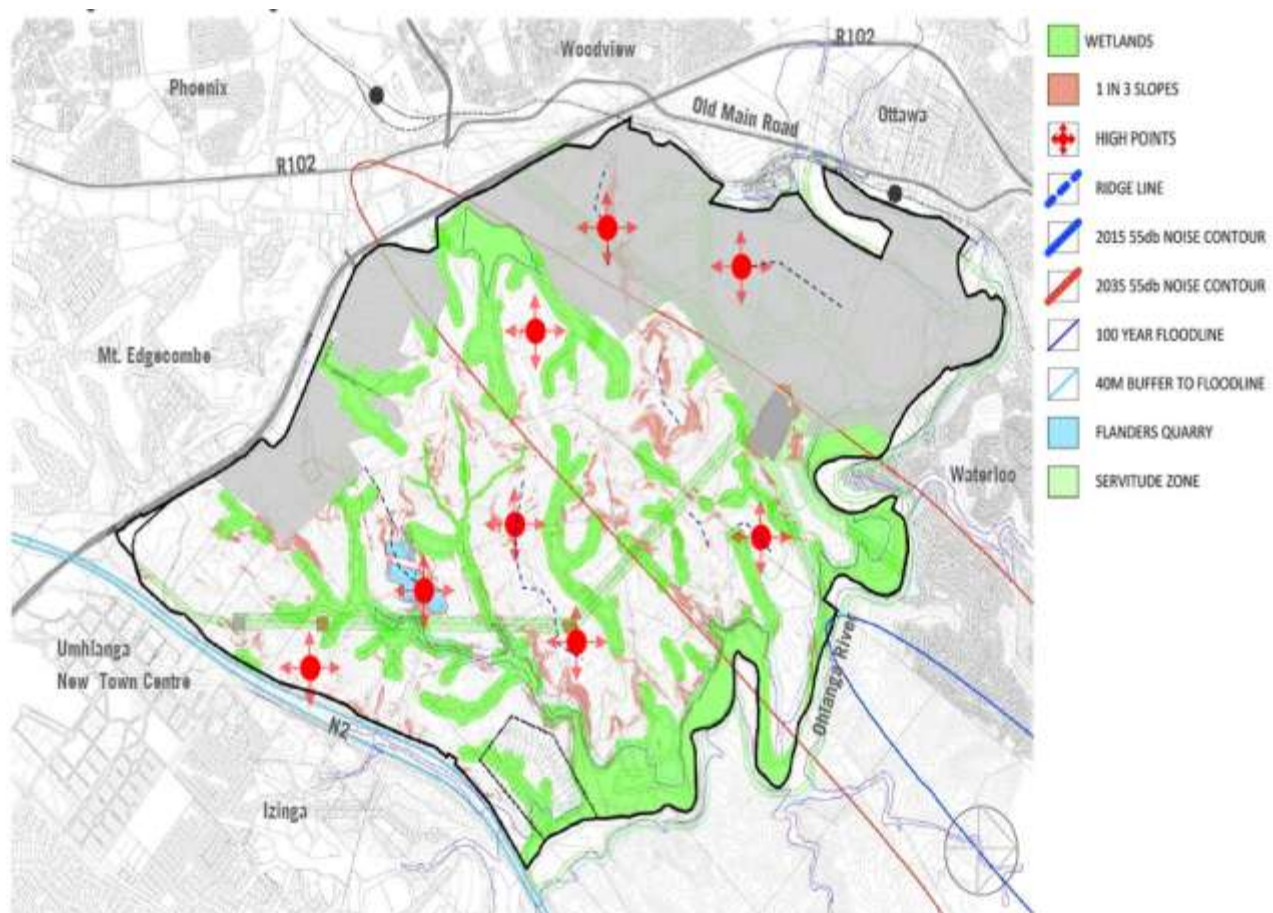 Woodview
R102
Phoenix
Old Main Road
Ottawa
R102
Mt. Edgecombe
Waterloo
Umhlanga
New Town Centre
N2
Ohlanga River
Izinga
WETLANDS
1 IN 3 SLOPES
HIGH POINTS
RIDGE LINE
2015 55db NOISE CONTOUR
2035 55db NOISE CONTOUR
100 YEAR FLOODLINE
40M BUFFER TO FLOODLINE
FLANDERS QUARRY
SERVITUDE ZONE